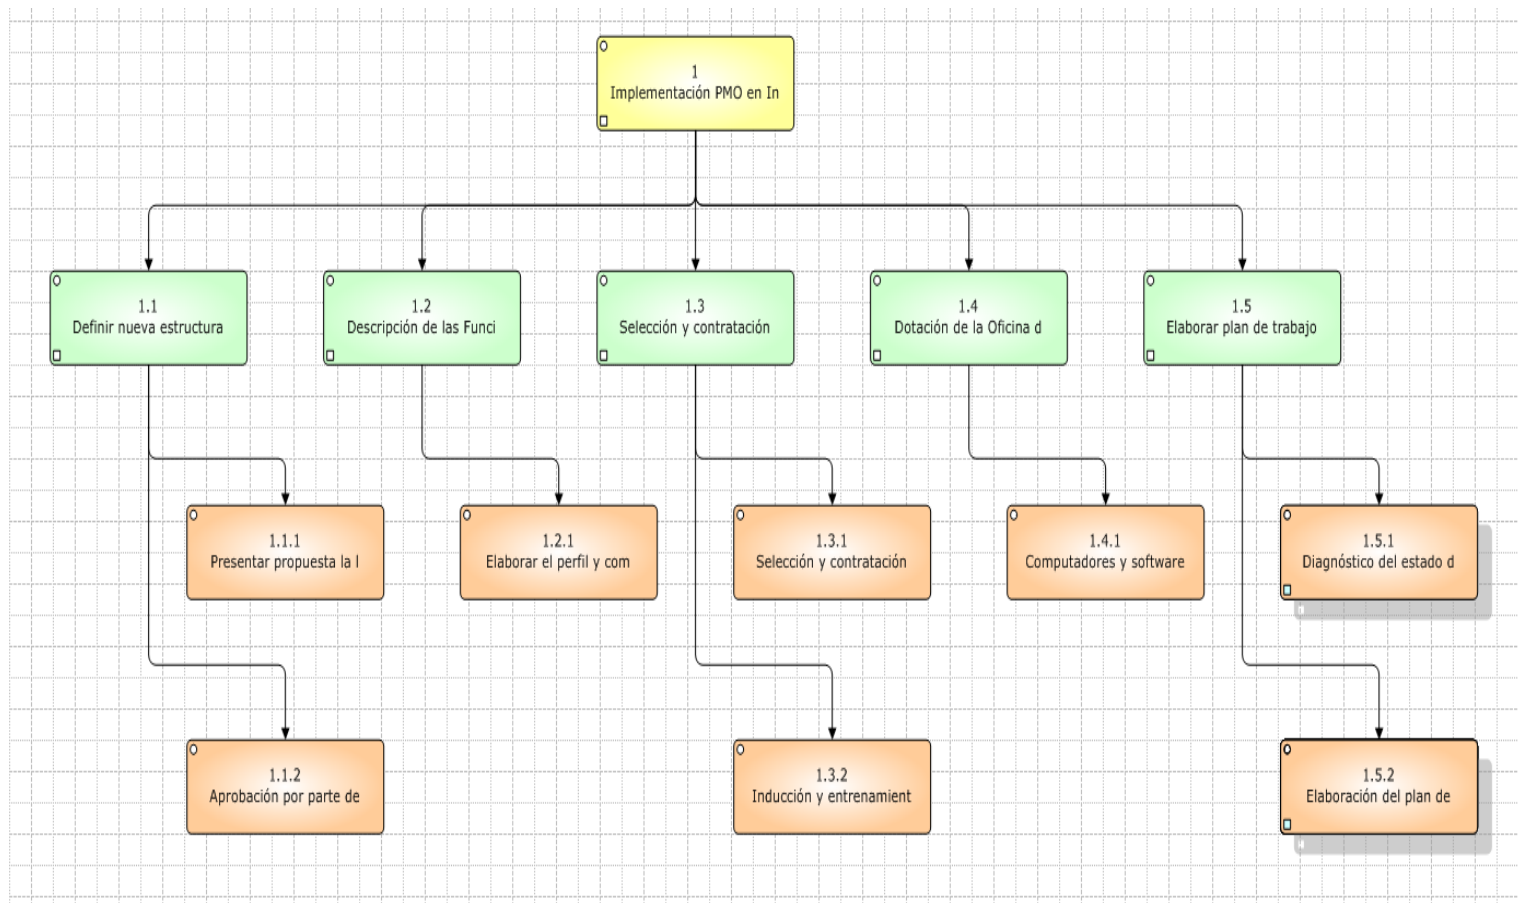 1
Implementación PMO en In
1.1
Definir nueva estructura
1.2
Descripción de las Funci
1.3
Selección y contratación
1.4
Dotación de la Oficina d
1.5
Elaborar plan de trabajo
1.1.1
Presentar propuesta la l
1.2.1
Elaborar el perfil y com
1.3.1
Selección y contratación
1.4.1
Computadores y software
1.5.1
Diagnóstico del estado d
1.1.2
Aprobación por parte de
1.3.2
Inducción y entrenamient
1.5.2
Elaboración del plan de